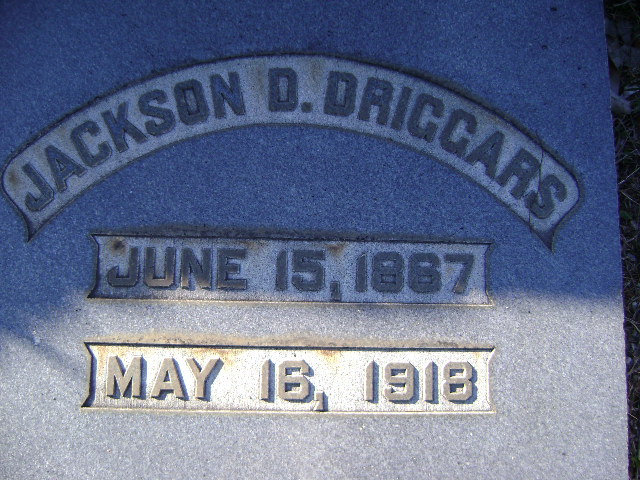 JACKSON D. DRIGGARS
JUNE 15, 1887
MAY 16, 1918